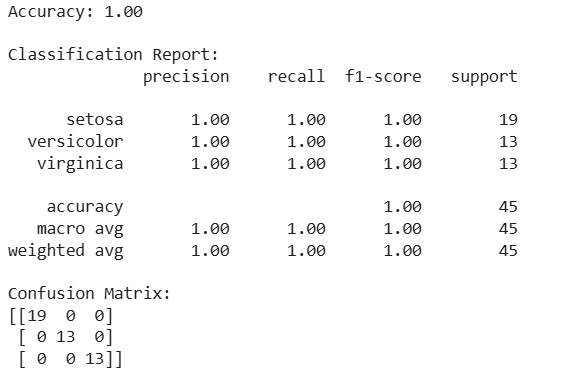 Accuracy: 1.00
Classification Report:
precision recall f1-score support
setosa 1.00 1.00 1.00 19
versicolor 1.00 1.00 1.00 13
virginica 1.00 1.00 1.00 13
accuracy 1.00 45
macro avg 1.00 1.00 1.00 45
weighted avg 1.00 1.00 1.00 45
Confusion Matrix:
[[19 0 0]
[ 0 13 0]
[ 0 0 13]]